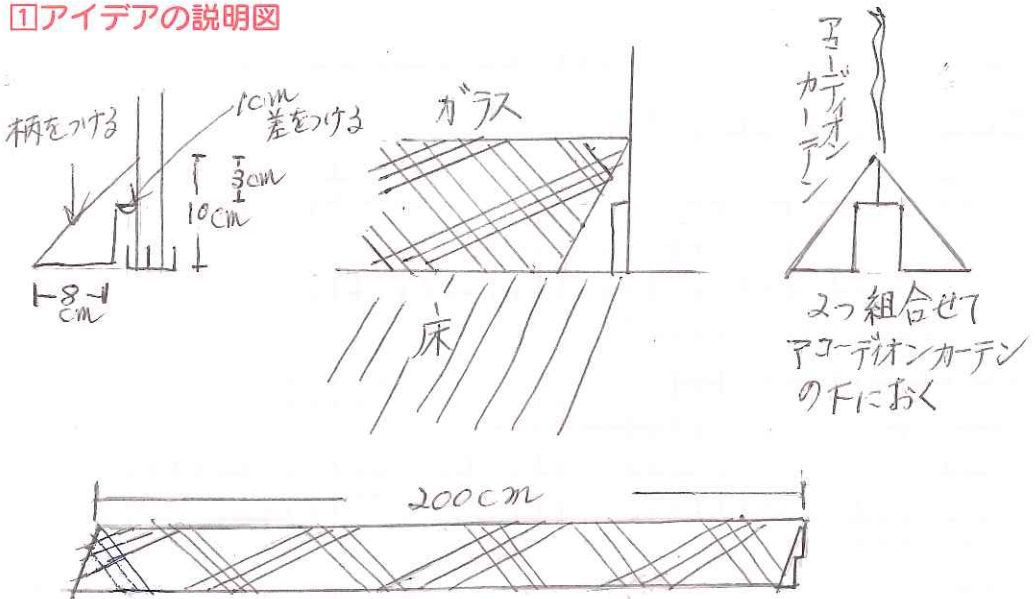 1アイデアの説明図
柄をつける
1cm
差をつける
3cm
10cm
8
cm
ガラス
床
アコーディオン
カーテン
2つ組合せて
アコーディオンカーテン
の下におく
200cm